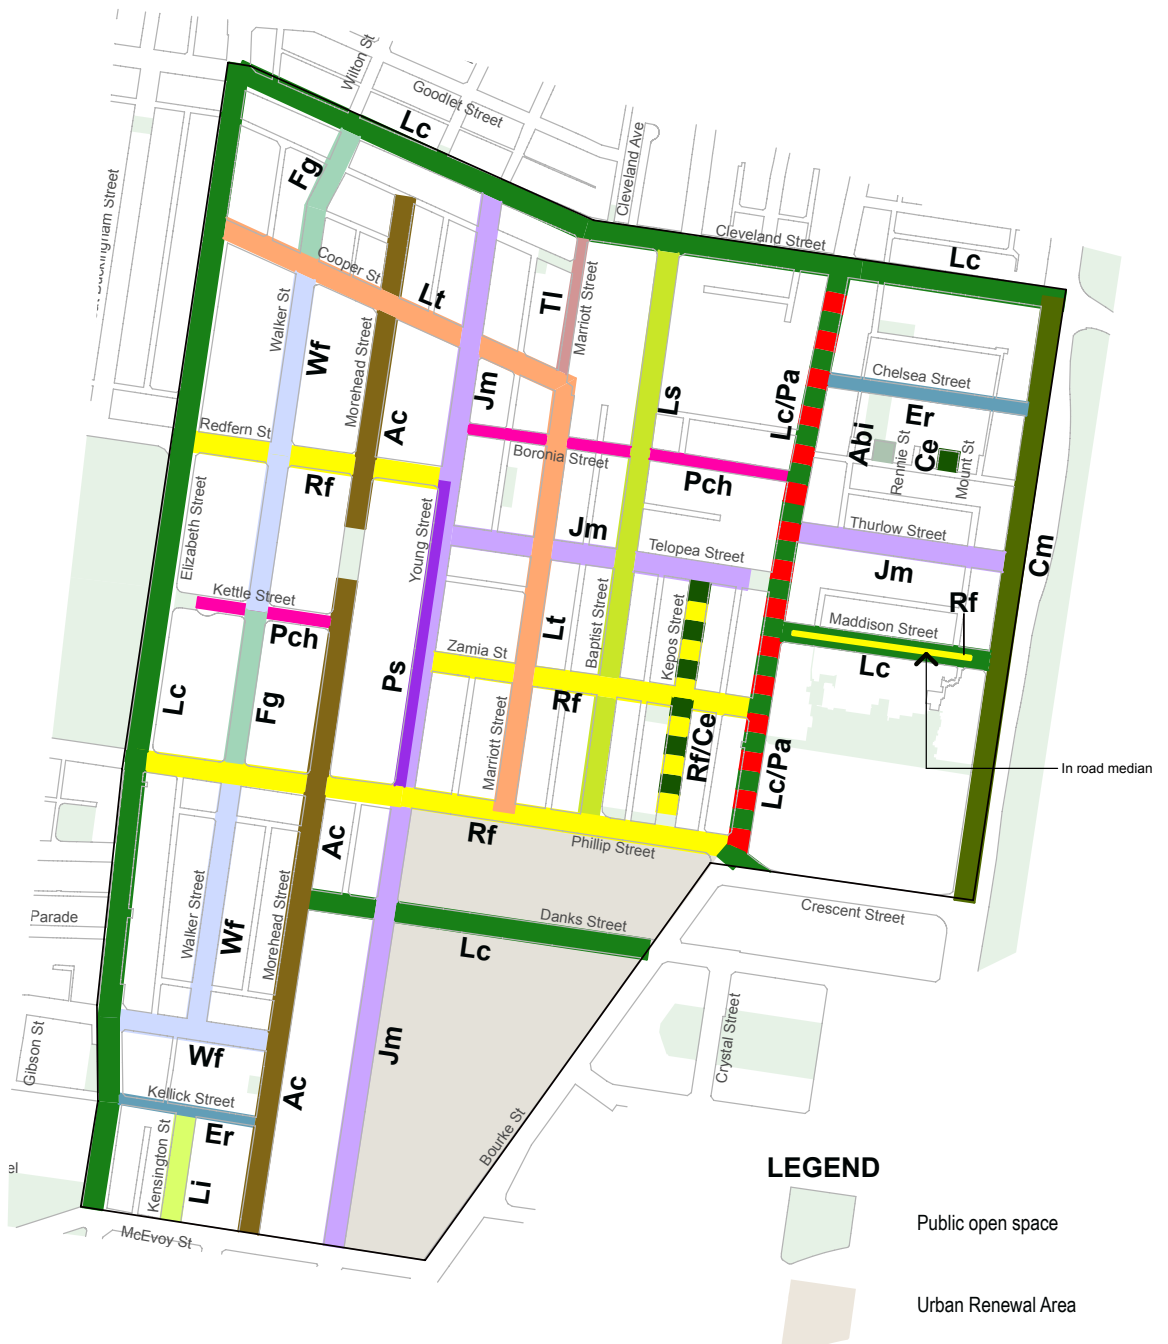 Wilton St
Goodlet Street
Lc
Cleveland Ave
Fg
Buckingham Street
Cleveland Street
Lc
Cooper St
Lt
Tl
Marriott Street
Walker St
Wf
Morehead Street
Jm
Ls
Lc/Pa
Chelsea Street
Er
Abi
Rennie St
Ce
Mount St
Redfern St
Ac
Rf
Boronia Street
Pch
Elizabeth Street
Young Street
Jm
Telopea Street
Thurlow Street
Jm
Cm
Kettle Street
Pch
Rf
Maddison Street
Lc
Lt
Baptist Street
Kepos Street
Zamia St
Ps
Lc
Fg
Rf
Marriott Street
Rf/Ce
Lc/Pa
In road median
Ac
Rf
Phillip Street
Walker Street
Wf
Morehead Street
Parade
Danks Street
Lc
Crescent Street
Gibson St
Wf
Jm
Crystal Street
Kellick Street
Er
Ac
Kensington St
Li
Bourke St
el
McEvoy St
LEGEND
Public open space
Urban Renewal Area